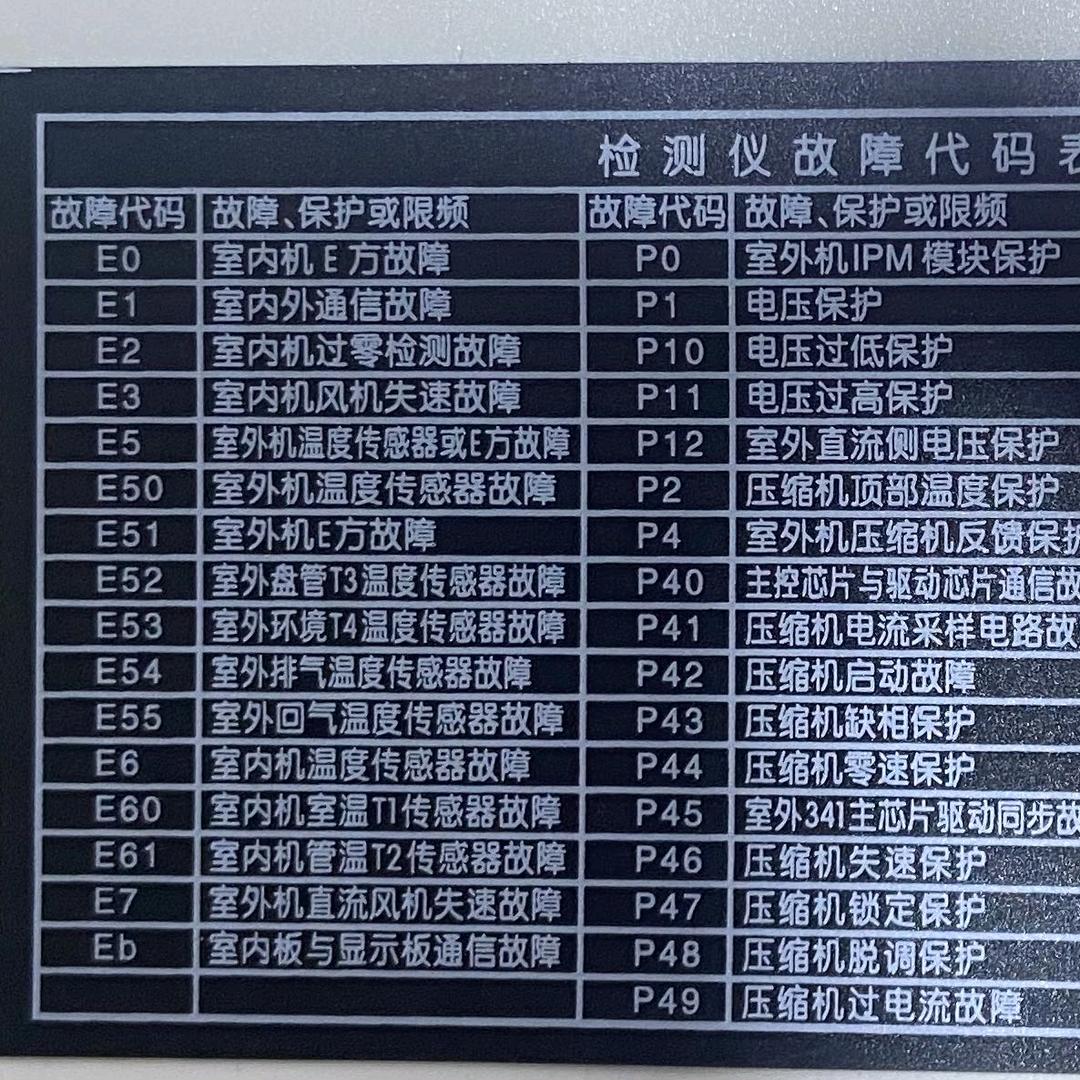 检测仪故障代码
故障代码 故障、保护或限频 故障代码 故障、保护或限频
E0 室内机E方故障 P0 室外机IPM模块保护
E1 室内外通信故障 P1 电压保护
E2 室内机过零检测故障 P10 电压过低保护
E3 室内机风机失速故障 P11 电压过高保护
E5 室外机温度传感器或E方故障 P12 室外直流侧电压保护
E50 室外机温度传感器故障 P2 压缩机顶部温度保护
E51 室外机E方故障 P4 室外机压缩机反馈保护
E52 室外盘管T3温度传感器故障 P40 主控芯片与驱动芯片通信故
E53 室外环境T4温度传感器故障 P41 压缩机电流采样电路故
E54 室外排气温度传感器故障 P42 压缩机启动故障
E55 室外回气温度传感器故障 P43 压缩机缺相保护
E6 室内机温度传感器故障 P44 压缩机零速保护
E60 室内机室温T1传感器故障 P45 室外341主芯片驱动同步故
E61 室内机管温T2传感器故障 P46 压缩机失速保护
E7 室外机直流风机失速故障 P47 压缩机锁定保护
Eb 室内板与显示板通信故障 P48 压缩机脱调保护
P49 压缩机过电流故障